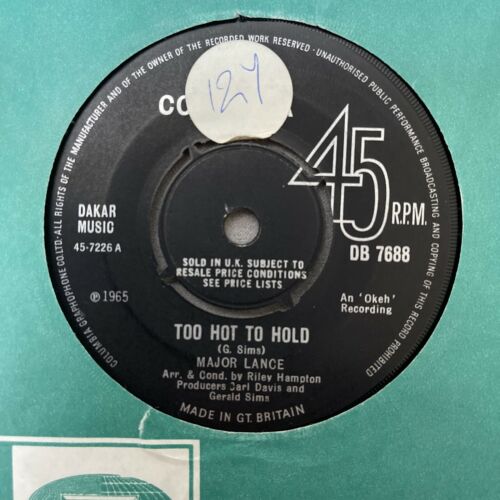 COLUMBIA GRAPHOPHONE CO.LTD·ALL RIGHTS OF THE MANUFACTURER AND OF THE OWNER OF THE RECORDED WORK RESERVED·UNAUTHORISED PUBLIC PERFORMANCE BROADCASTING AND COPYING OF THIS RECORD PROHIBITED
124
CO
45 R.P.M.
DAKAR
MUSIC
45-7226 A
DB 7688
SOLD IN U.K. SUBJECT TO
RESALE PRICE CONDITIONS
SEE PRICE LISTS
℗ 1965
An 'Okeh'
Recording
TOO HOT TO HOLD
(G. Sims)
MAJOR LANCE
Arr. & Cond. by Riley Hampton
Producers Carl Davis and
Gerald Sims
MADE IN GT. BRITAIN